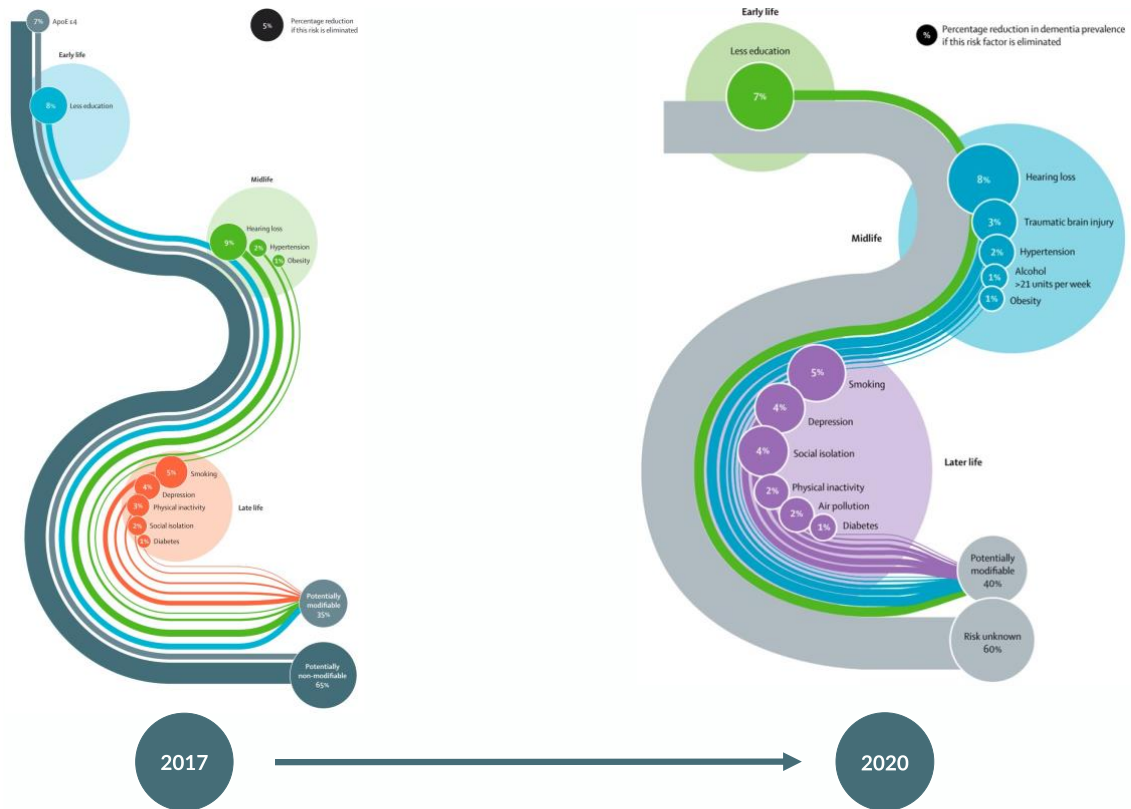 7%
ApoE ε4
5%
Percentage reduction
if this risk is eliminated
Early life
8%
Less education
Midlife
Hearing loss
9%
2%
Hypertension
1%
Obesity
5%
Smoking
4%
Depression
3%
Physical inactivity
Late life
2%
Social isolation
1%
Diabetes
Potentially
modifiable
35%
Potentially
non-modifiable
65%
2017
Early life
%
Percentage reduction in dementia prevalence
if this risk factor is eliminated
Less education
7%
8%
Hearing loss
3%
Traumatic brain injury
Midlife
2%
Hypertension
1%
Alcohol
>21 units per week
1%
Obesity
5%
Smoking
4%
Depression
4%
Social isolation
Later life
2%
Physical inactivity
2%
Air pollution
1%
Diabetes
Potentially
modifiable
40%
Risk unknown
60%
2020